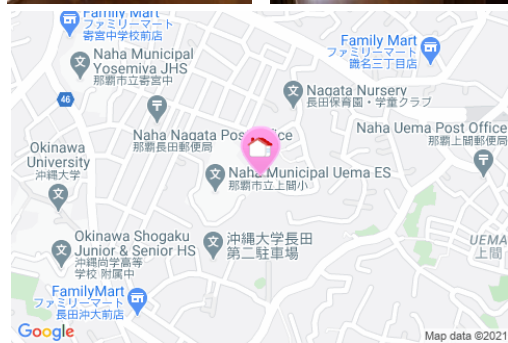 Family Mart
ファミリーマート
寄宮中学校前店
Naha Municipal
Yosemiya JHS
那覇市立寄宮中
Family Mart
ファミリーマート
識名三丁目店
46
Nagata Nursery
長田保育園・学童クラブ
Naha Nagata Post Office
那覇長田郵便局
Naha Uema Post Office
那覇上間郵便局
Okinawa
University
沖縄大学
Naha Municipal Uema ES
那覇市立上間小
Okinawa Shogaku
Junior & Senior HS
沖縄尚学高等
学校 附属中
沖縄大学長田
第二駐車場
UEMA
上間
FamilyMart
ファミリーマート
長田沖大前店
Google
Map data ©2021